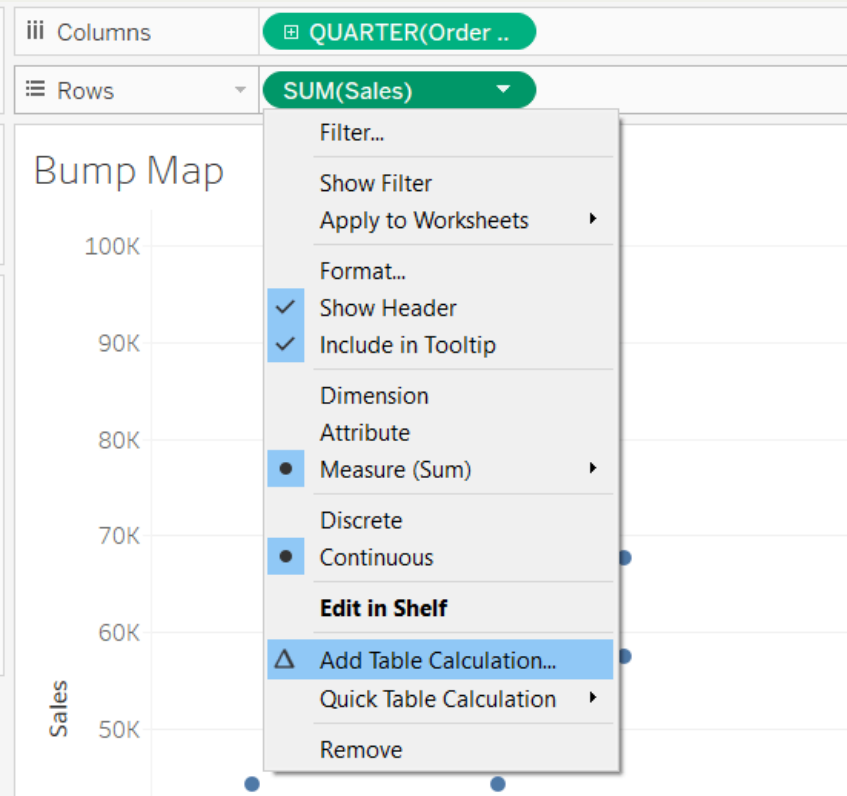 Columns
QUARTER(Order ..
Rows
SUM(Sales)
Filter...
Show Filter
Apply to Worksheets
Format...
Show Header
Include in Tooltip
Dimension
Attribute
Measure (Sum)
Discrete
Continuous
Edit in Shelf
Add Table Calculation...
Quick Table Calculation
Remove
Bump Map
100K
90K
80K
70K
60K
50K
Sales